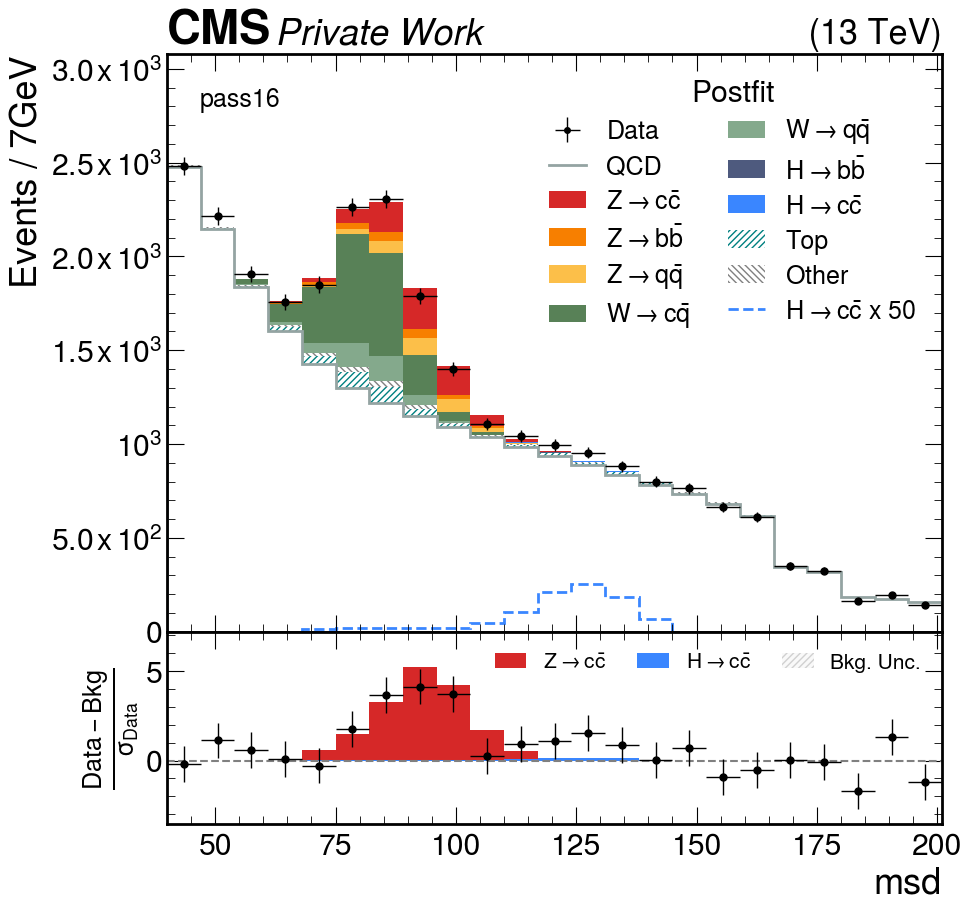 CMS Private Work (13 TeV)
Events / 7GeV
3.0 x 10³
2.5 x 10³
2.0 x 10³
1.5 x 10³
10³
5.0 x 10²
0
pass16
Postfit
Data
QCD
Z → cc̄
Z → bb̄
Z → qq̄
W → cq̄
W → qq̄
H → bb̄
H → cc̄
Top
Other
H → cc̄ x 50
Data − Bkg
σData
5
0
Z → cc̄ H → cc̄ Bkg. Unc.
50 75 100 125 150 175 200
msd